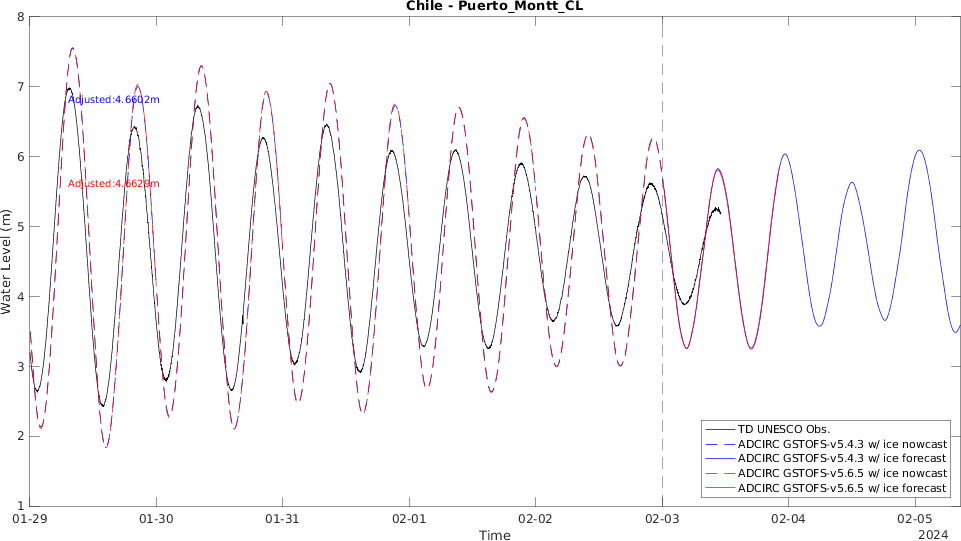 Chile - Puerto_Montt_CL
8
7
6
5
4
3
2
1
Water Level (m)
Adjusted:4.6602m
Adjusted:4.6629m
TD UNESCO Obs.
ADCIRC GSTOFS-v5.4.3 w/ ice nowcast
ADCIRC GSTOFS-v5.4.3 w/ ice forecast
ADCIRC GSTOFS-v5.6.5 w/ ice nowcast
ADCIRC GSTOFS-v5.6.5 w/ ice forecast
01-29 01-30 01-31 02-01 02-02 02-03 02-04 02-05
Time
2024